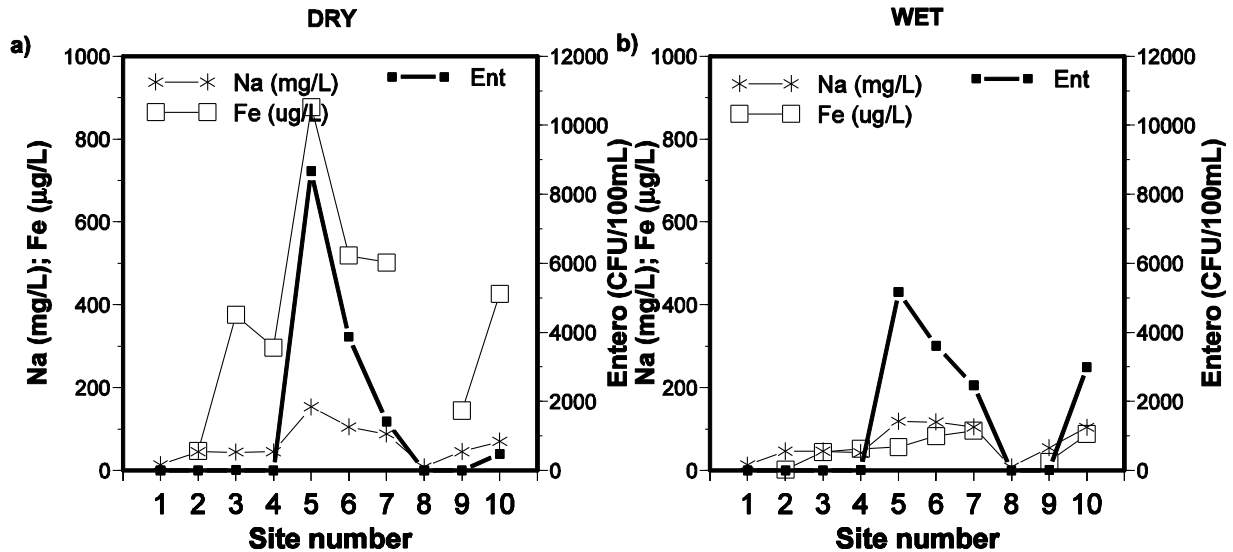 DRY
a)
Na (mg/L)
Fe (ug/L)
Ent
1000
800
600
400
200
0
Na (mg/L); Fe (µg/L)
12000
10000
8000
6000
4000
2000
0
Entero (CFU/100mL)
1 2 3 4 5 6 7 8 9 10
Site number
WET
b)
Na (mg/L)
Fe (ug/L)
Ent
1000
800
600
400
200
0
Na (mg/L); Fe (µg/L)
12000
10000
8000
6000
4000
2000
0
Entero (CFU/100mL)
1 2 3 4 5 6 7 8 9 10
Site number